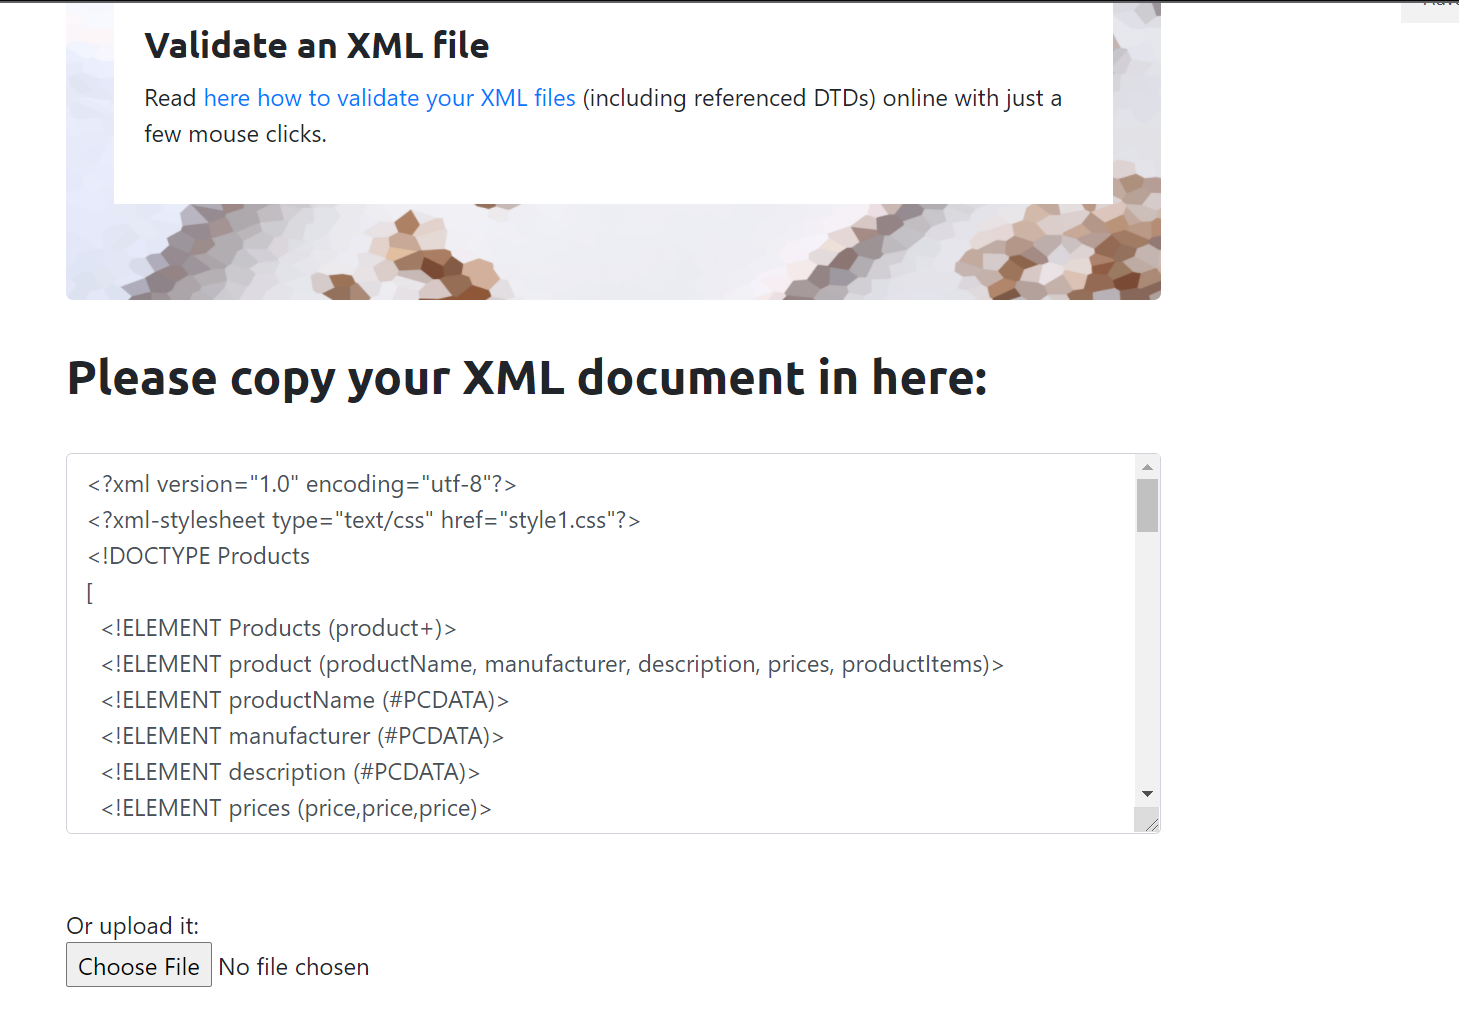 Validate an XML file
Read here how to validate your XML files (including referenced DTDs) online with just a
few mouse clicks.
Please copy your XML document in here:
<?xml version="1.0" encoding="utf-8"?>
<?xml-stylesheet type="text/css" href="style1.css"?>
<!DOCTYPE Products
[
<!ELEMENT Products (product+)>
<!ELEMENT product (productName, manufacturer, description, prices, productItems)>
<!ELEMENT productName (#PCDATA)>
<!ELEMENT manufacturer (#PCDATA)>
<!ELEMENT description (#PCDATA)>
<!ELEMENT prices (price,price,price)>
Or upload it:
Choose File No file chosen